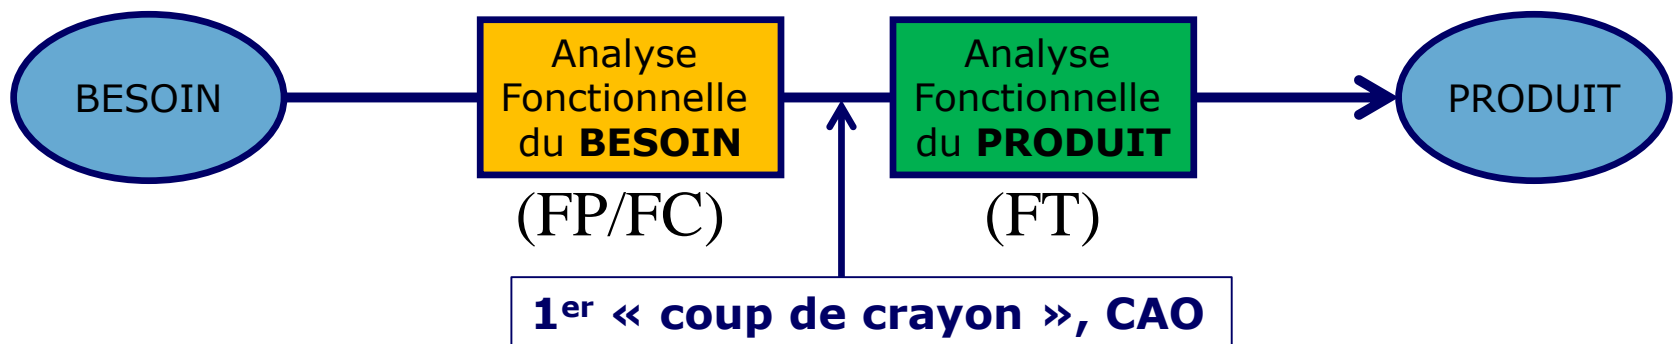 BESOIN
Analyse
Fonctionnelle
du BESOIN
(FP/FC)
Analyse
Fonctionnelle
du PRODUIT
(FT)
PRODUIT
1er « coup de crayon », CAO